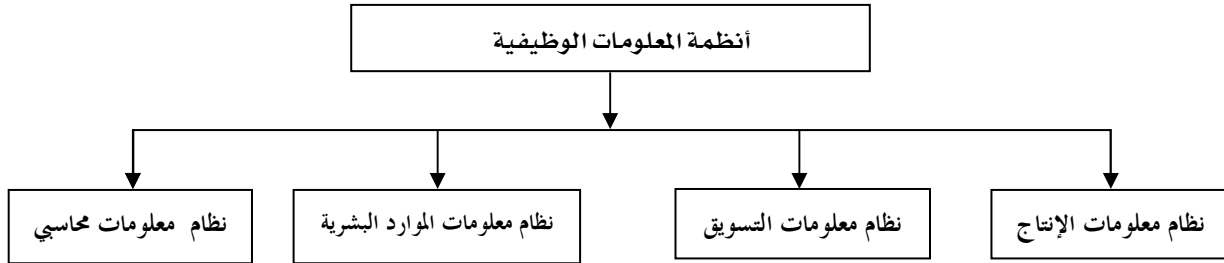 أنظمة المعلومات الوظيفية
نظام معلومات الإنتاج
نظام معلومات التسويق
نظام معلومات الموارد البشرية
نظام معلومات محاسبي